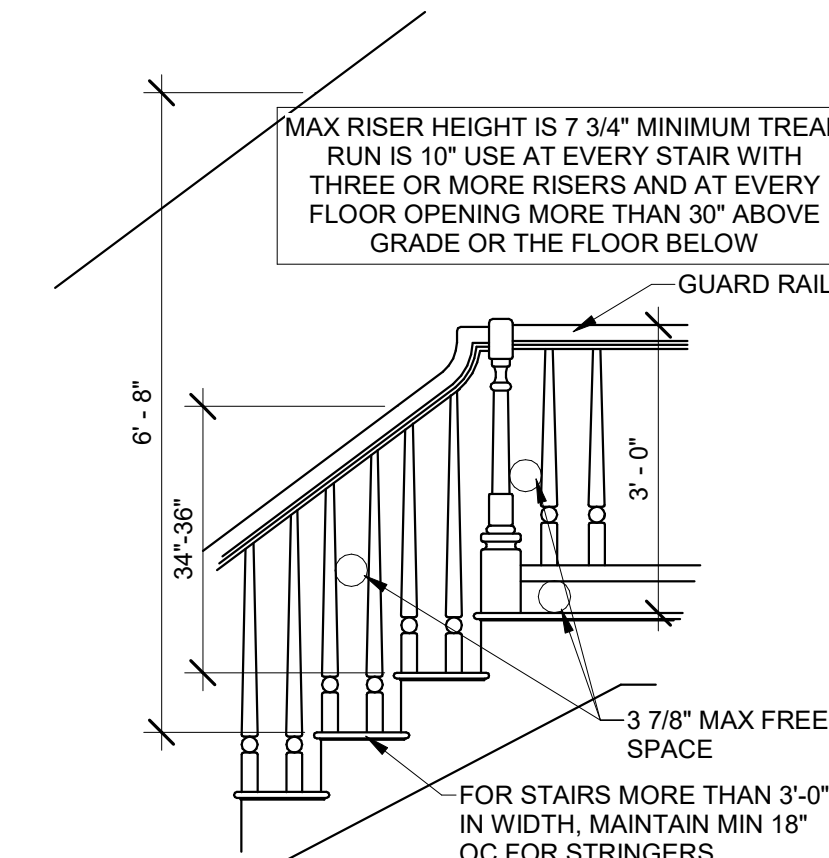 MAX RISER HEIGHT IS 7 3/4" MINIMUM TREAD
RUN IS 10" USE AT EVERY STAIR WITH
THREE OR MORE RISERS AND AT EVERY
FLOOR OPENING MORE THAN 30" ABOVE
GRADE OR THE FLOOR BELOW
GUARD RAIL
6' - 8"
34"-36"
3' - 0"
3 7/8" MAX FREE
SPACE
FOR STAIRS MORE THAN 3'-0"
IN WIDTH, MAINTAIN MIN 18"
OC FOR STRINGERS